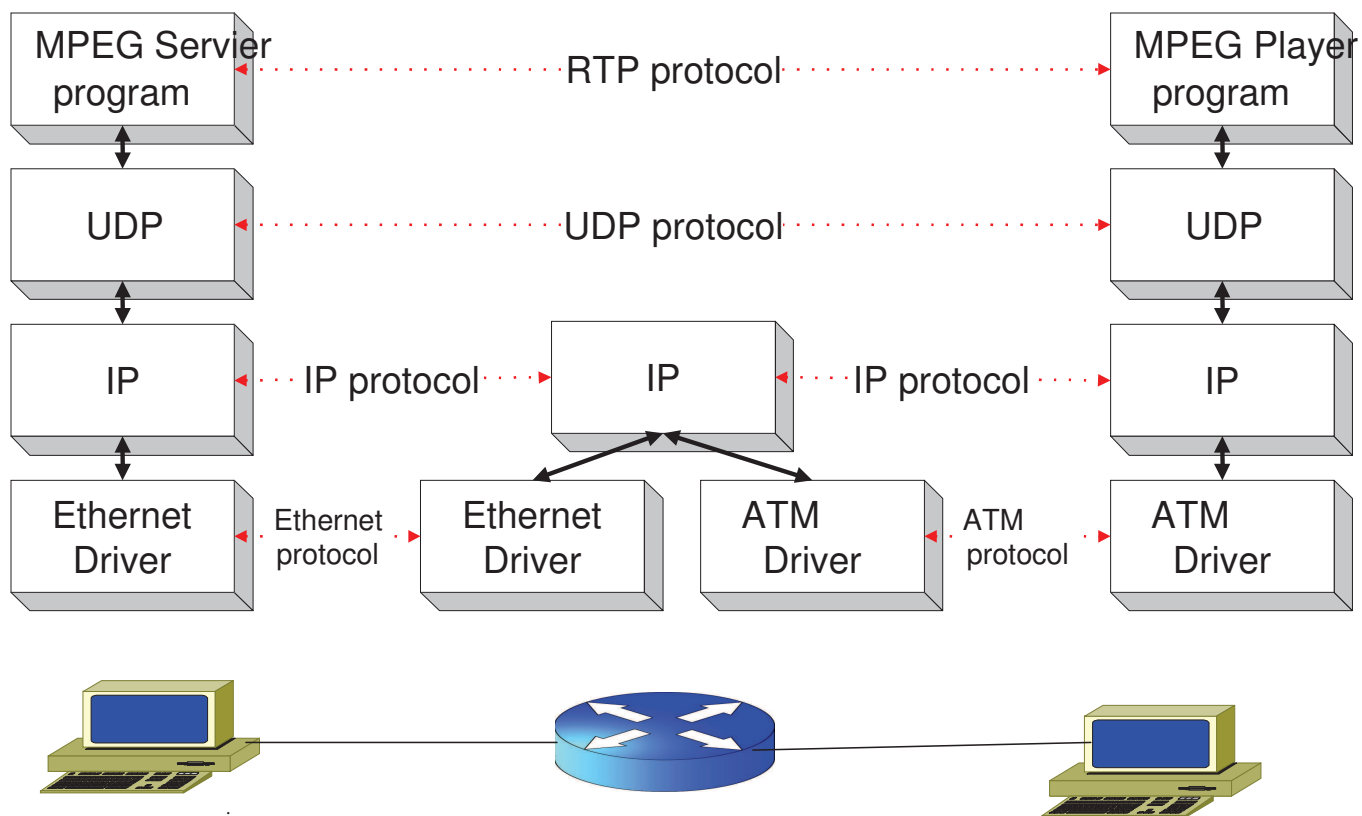 MPEG Servier
program
RTP protocol
MPEG Player
program
UDP
UDP protocol
UDP
IP
IP protocol
IP
IP protocol
IP
Ethernet
Driver
Ethernet
protocol
Ethernet
Driver
ATM
Driver
ATM
protocol
ATM
Driver